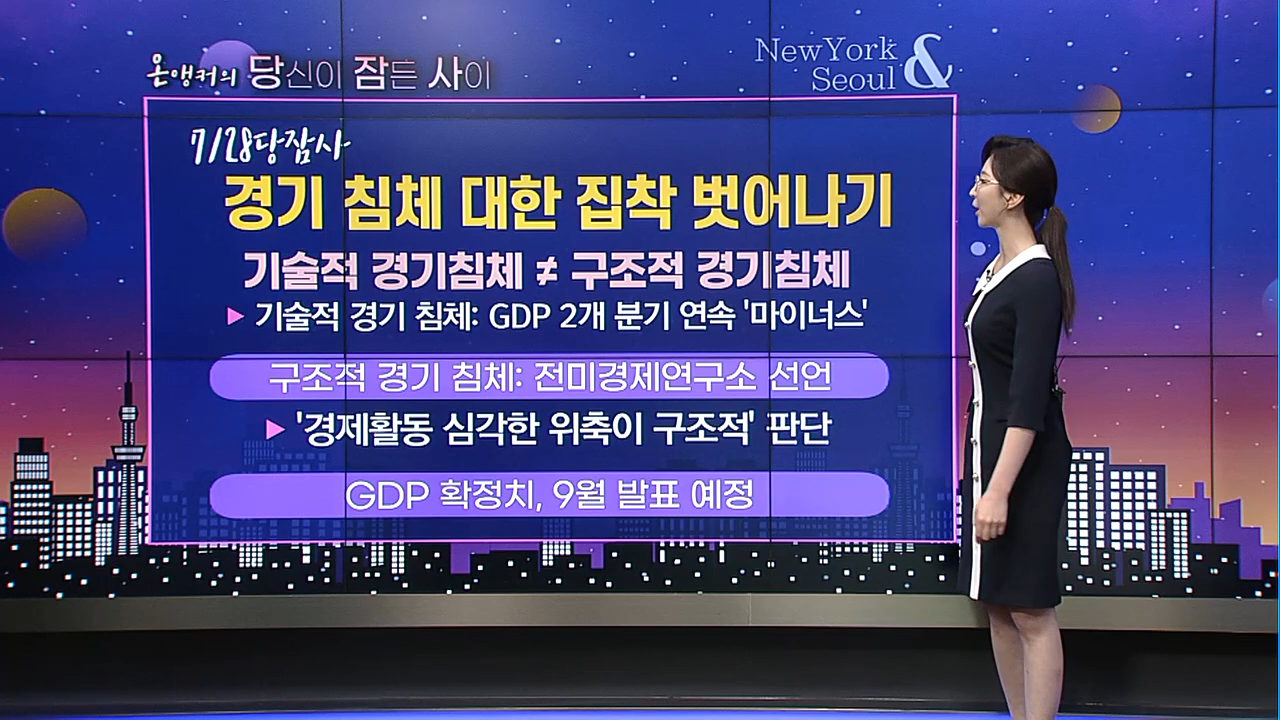 온앵커의 당신이 잠든 사이
NewYork
Seoul &
7/28당잠사
경기 침체 대한 집착 벗어나기
기술적 경기침체 ≠ 구조적 경기침체
▶ 기술적 경기 침체: GDP 2개 분기 연속 '마이너스'
구조적 경기 침체: 전미경제연구소 선언
▶ '경제활동 심각한 위축이 구조적' 판단
GDP 확정치, 9월 발표 예정